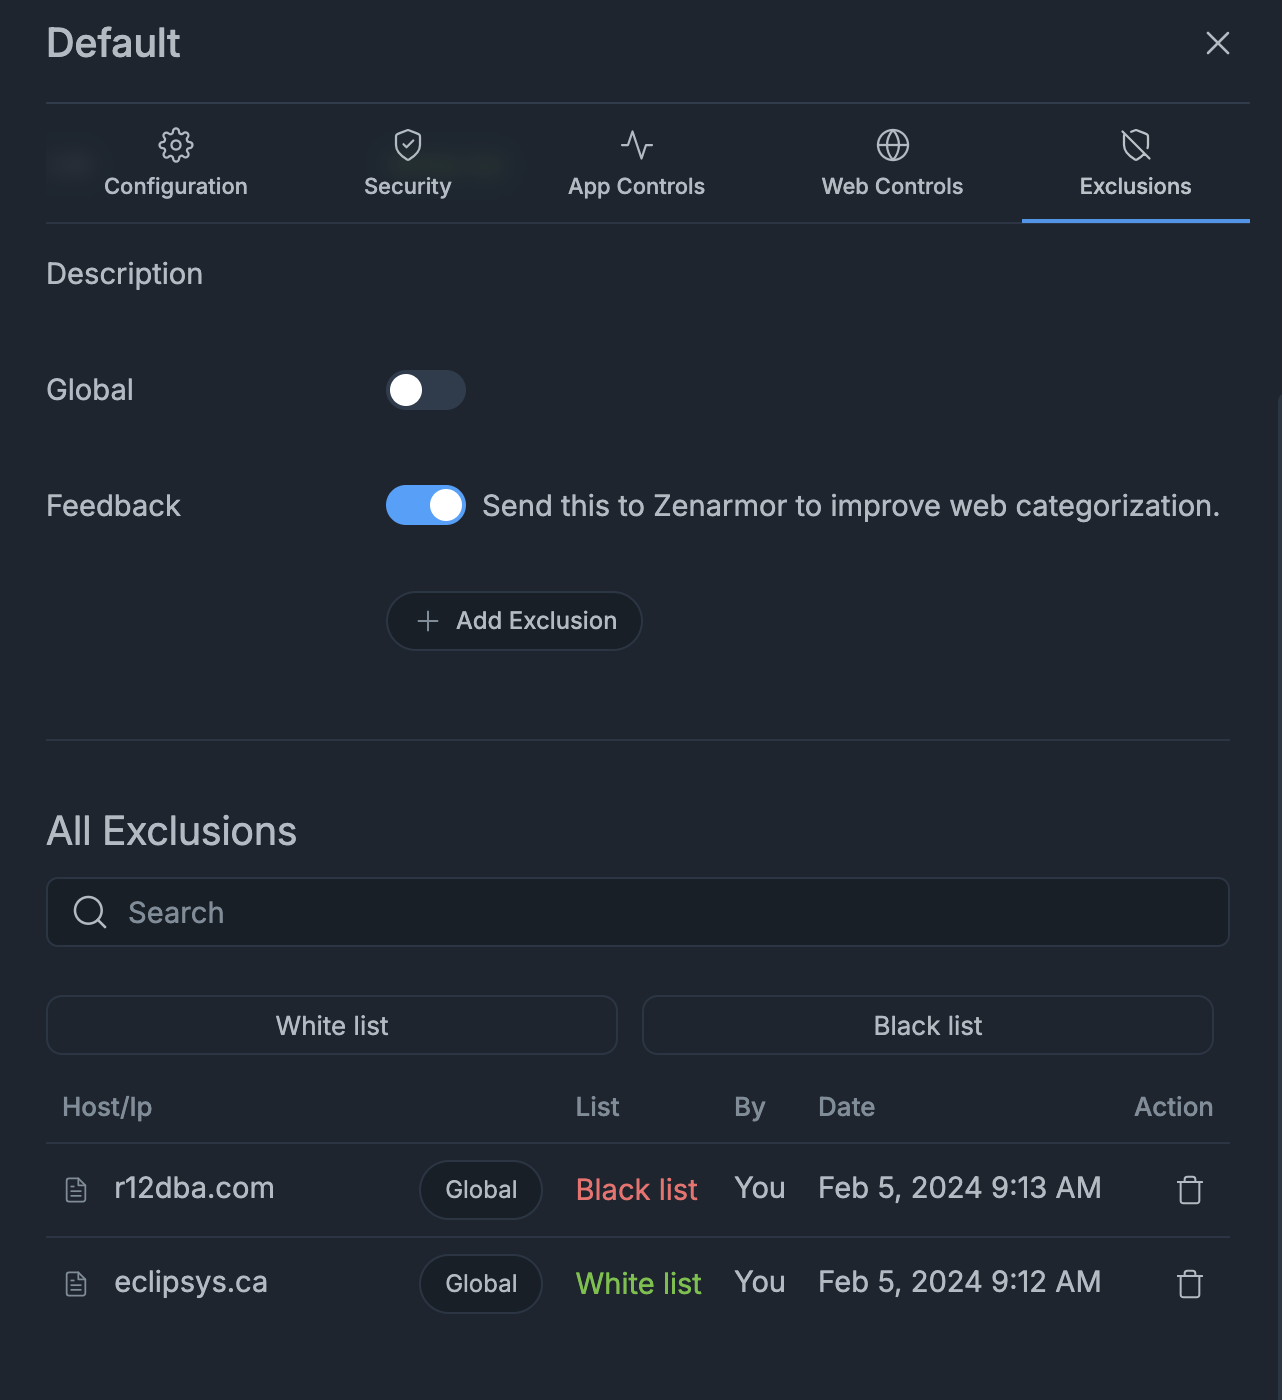 Default
Configuration Security App Controls Web Controls Exclusions
Description
Global
Feedback Send this to Zenarmor to improve web categorization.
Add Exclusion
All Exclusions
Search
White list Black list
Host/Ip List By Date Action
r12dba.com Global Black list You Feb 5, 2024 9:13 AM
eclipsys.ca Global White list You Feb 5, 2024 9:12 AM